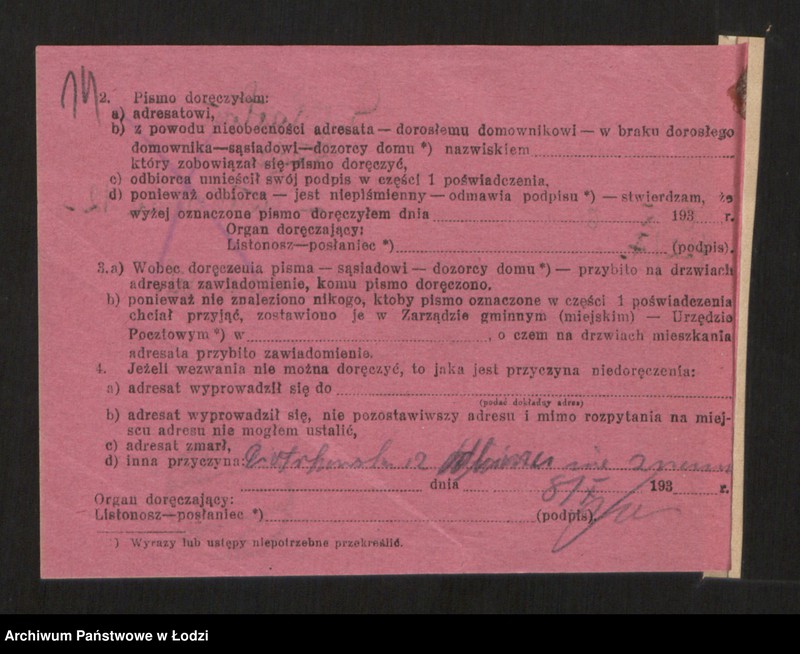 2. Pismo doręczyłem:
a) adresatowi,
b) z powodu nieobecności adresata — dorosłemu domownikowi — w braku dorosłego
domownika—sąsiadowi—dozorcy domu *) nazwiskiem
który zobowiązał się pismo doręczyć,
c) odbiorca umieścił swój podpis w części 1 poświadczenia,
d) ponieważ odbiorca — jest niepiśmienny — odmawia podpisu *) — stwierdzam, że
wyżej oznaczone pismo doręczyłem dnia 193 r.
Organ doręczający:
Listonosz—posłaniec *) (podpis).
3. a) Wobec doręczenia pisma — sąsiadowi — dozorcy domu *) — przybito na drzwiach
adresata zawiadomienie, komu pismo doręczono.
b) ponieważ nie znaleziono nikogo, ktoby pismo oznaczone w części 1 poświadczenia
chciał przyjąć, zostawiono je w Zarządzie gminnym (miejskim) — Urzędzie
Pocztowym *) w , o czem na drzwiach mieszkania
adresata przybito zawiadomienie.
4. Jeżeli wezwania nie można doręczyć, to jaka jest przyczyna niedoręczenia:
a) adresat wyprowadził się do
(podać dokładny adres)
b) adresat wyprowadził się, nie pozostawiwszy adresu i mimo rozpytania na miej-
scu adresu nie mogłem ustalić,
c) adresat zmarł,
d) inna przyczyna: nie
dnia 193 r.
Organ doręczający:
Listonosz—posłaniec *) (podpis).
*) Wyrazy lub ustępy niepotrzebne przekreślić.
Archiwum Państwowe w Łodzi